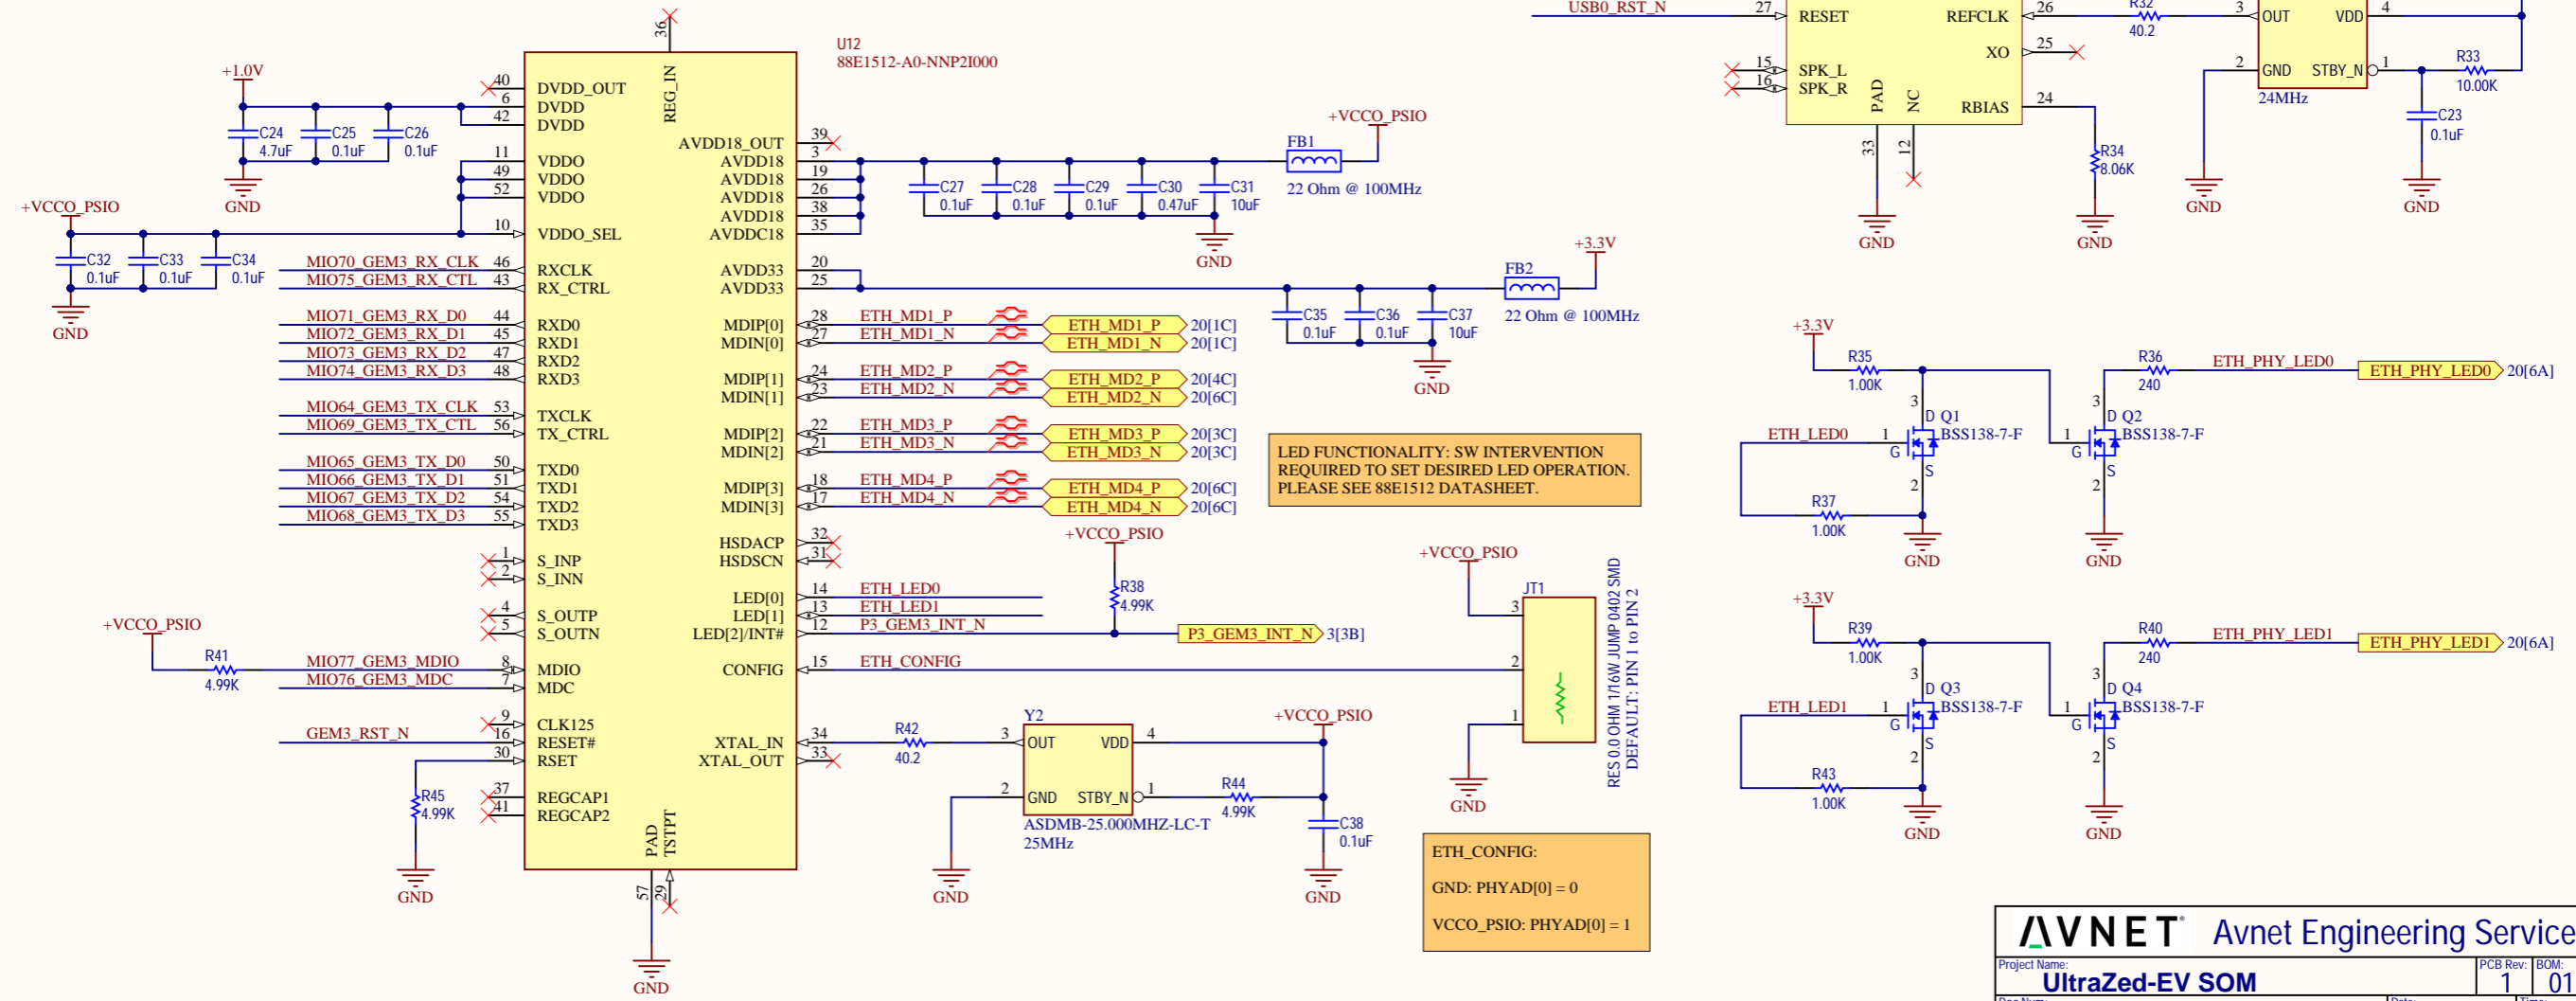 36
U12
88E1512-A0-NNP2I000
REG_IN
+1.0V
40 DVDD_OUT
6 DVDD
42 DVDD
C24 4.7uF
C25 0.1uF
C26 0.1uF
GND
11 VDDO
49 VDDO
52 VDDO
+VCCO_PSIO
10 VDDO_SEL
C32 0.1uF
C33 0.1uF
C34 0.1uF
GND
MIO70_GEM3_RX_CLK 46 RXCLK
MIO75_GEM3_RX_CTL 43 RX_CTRL
MIO71_GEM3_RX_D0 44 RXD0
MIO72_GEM3_RX_D1 45 RXD1
MIO73_GEM3_RX_D2 47 RXD2
MIO74_GEM3_RX_D3 48 RXD3
MIO64_GEM3_TX_CLK 53 TXCLK
MIO69_GEM3_TX_CTL 56 TX_CTRL
MIO65_GEM3_TX_D0 50 TXD0
MIO66_GEM3_TX_D1 51 TXD1
MIO67_GEM3_TX_D2 54 TXD2
MIO68_GEM3_TX_D3 55 TXD3
1 S_INP
2 S_INN
4 S_OUTP
5 S_OUTN
+VCCO_PSIO
R41 4.99K
MIO77_GEM3_MDIO 8 MDIO
MIO76_GEM3_MDC 7 MDC
9 CLK125
GEM3_RST_N 16 RESET#
30 RSET
R45 4.99K
GND
37 REGCAP1
41 REGCAP2
PAD 57
TSTPT 29
GND
AVDD18_OUT 39
AVDD18 3
AVDD18 19
AVDD18 26
AVDD18 38
AVDDC18 35
C27 0.1uF
C28 0.1uF
C29 0.1uF
C30 0.47uF
C31 10uF
GND
FB1
22 Ohm @ 100MHz
+VCCO_PSIO
AVDD33 20
AVDD33 25
C35 0.1uF
C36 0.1uF
C37 10uF
GND
FB2
22 Ohm @ 100MHz
+3.3V
MDIP[0] 28 ETH_MD1_P ETH_MD1_P 20[1C]
MDIN[0] 27 ETH_MD1_N ETH_MD1_N 20[1C]
MDIP[1] 24 ETH_MD2_P ETH_MD2_P 20[4C]
MDIN[1] 23 ETH_MD2_N ETH_MD2_N 20[6C]
MDIP[2] 22 ETH_MD3_P ETH_MD3_P 20[3C]
MDIN[2] 21 ETH_MD3_N ETH_MD3_N 20[3C]
MDIP[3] 18 ETH_MD4_P ETH_MD4_P 20[6C]
MDIN[3] 17 ETH_MD4_N ETH_MD4_N 20[6C]
HSDACP 32
HSDSCN 31
LED[0] 14 ETH_LED0
LED[1] 13 ETH_LED1
LED[2]/INT# 12 P3_GEM3_INT_N P3_GEM3_INT_N 3[3B]
+VCCO_PSIO
R38 4.99K
CONFIG 15 ETH_CONFIG
XTAL_IN 34
XTAL_OUT 33
R42 40.2
Y2
3 OUT VDD 4
2 GND STBY_N 1
ASDMB-25.000MHZ-LC-T
25MHz
GND
R44 4.99K
+VCCO_PSIO
C38 0.1uF
GND
LED FUNCTIONALITY: SW INTERVENTION
REQUIRED TO SET DESIRED LED OPERATION.
PLEASE SEE 88E1512 DATASHEET.
+VCCO_PSIO
JT1
3
2
1
GND
RES 0.0 OHM 1/16W JUMP 0402 SMD
DEFAULT: PIN 1 to PIN 2
ETH_CONFIG:
GND: PHYAD[0] = 0
VCCO_PSIO: PHYAD[0] = 1
USB0_RST_N 27 RESET
REFCLK 26
XO 25
15 SPK_L
16 SPK_R
RBIAS 24
PAD 33
NC 12
GND
R34 8.06K
GND
R32 40.2
3 OUT VDD 4
2 GND STBY_N 1
24MHz
GND
R33 10.00K
C23 0.1uF
GND
+3.3V
R35 1.00K
ETH_LED0
1 G
3 D Q1
BSS138-7-F
S 2
R37 1.00K
GND
R36 240
1 G
3 D Q2
BSS138-7-F
S 2
GND
ETH_PHY_LED0 ETH_PHY_LED0 20[6A]
+3.3V
R39 1.00K
ETH_LED1
1 G
3 D Q3
BSS138-7-F
S 2
R43 1.00K
GND
R40 240
1 G
3 D Q4
BSS138-7-F
S 2
GND
ETH_PHY_LED1 ETH_PHY_LED1 20[6A]
AVNET Avnet Engineering Service
Project Name: UltraZed-EV SOM
PCB Rev: 1
BOM: 01